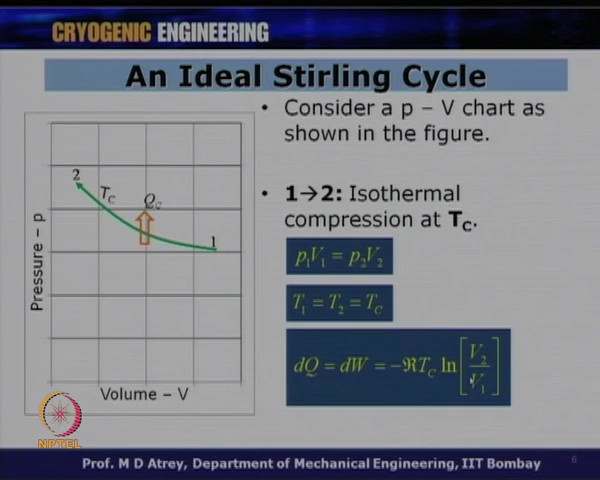 CRYOGENIC ENGINEERING
An Ideal Stirling Cycle
• Consider a p – V chart as
shown in the figure.
• 1→2: Isothermal
compression at T_C.
p₁V₁ = p₂V₂
T₁ = T₂ = T_C
dQ = dW = −ℜT_C ln[V₂/V₁]
2
T_C
Q_C
1
Pressure – p
Volume – V
NPTEL
Prof. M D Atrey, Department of Mechanical Engineering, IIT Bombay
6